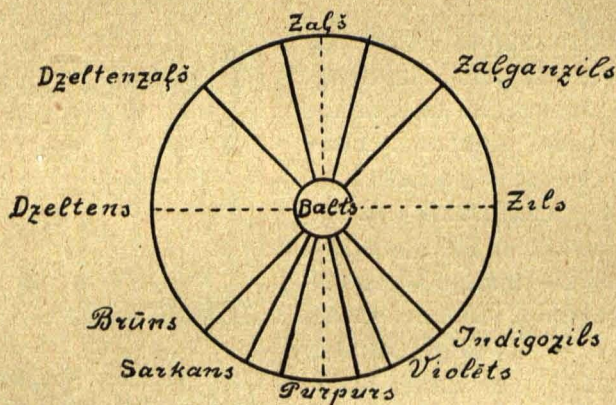 Zaļš
Dzeltenzaļš
Zaļganzils
Dzeltens
Balts
Zils
Brūns
Indigozils
Sarkans
Violēts
Purpurs